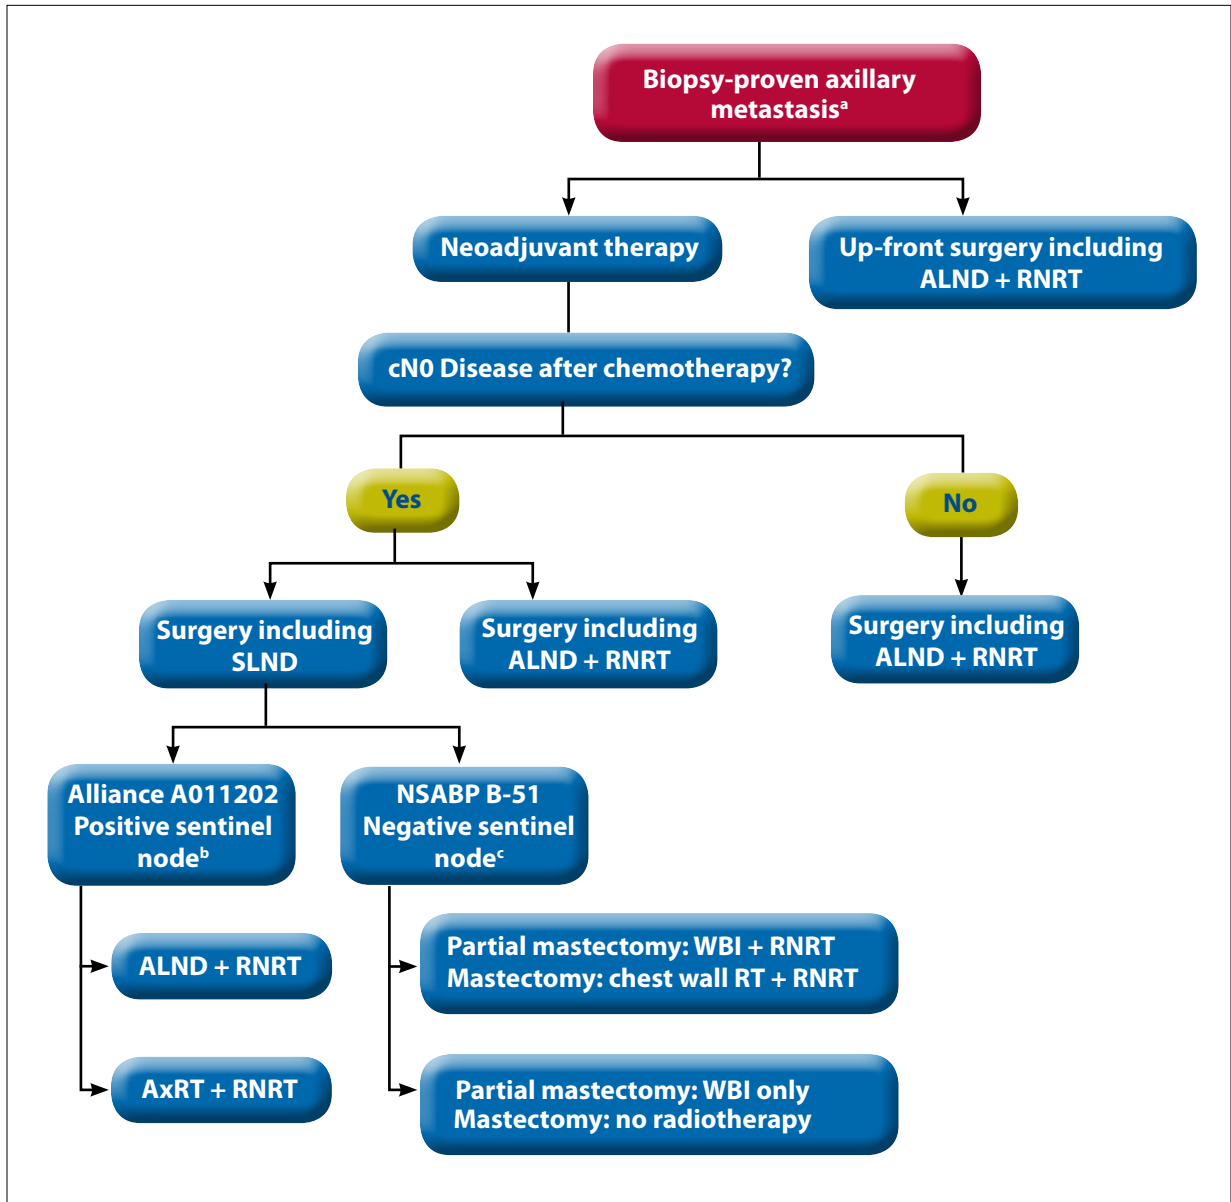 Biopsy-proven axillary
metastasisᵃ
Neoadjuvant therapy
Up-front surgery including
ALND + RNRT
cN0 Disease after chemotherapy?
Yes
No
Surgery including
SLND
Surgery including
ALND + RNRT
Surgery including
ALND + RNRT
Alliance A011202
Positive sentinel
nodeᵇ
NSABP B-51
Negative sentinel
nodeᶜ
ALND + RNRT
Partial mastectomy: WBI + RNRT
Mastectomy: chest wall RT + RNRT
AxRT + RNRT
Partial mastectomy: WBI only
Mastectomy: no radiotherapy